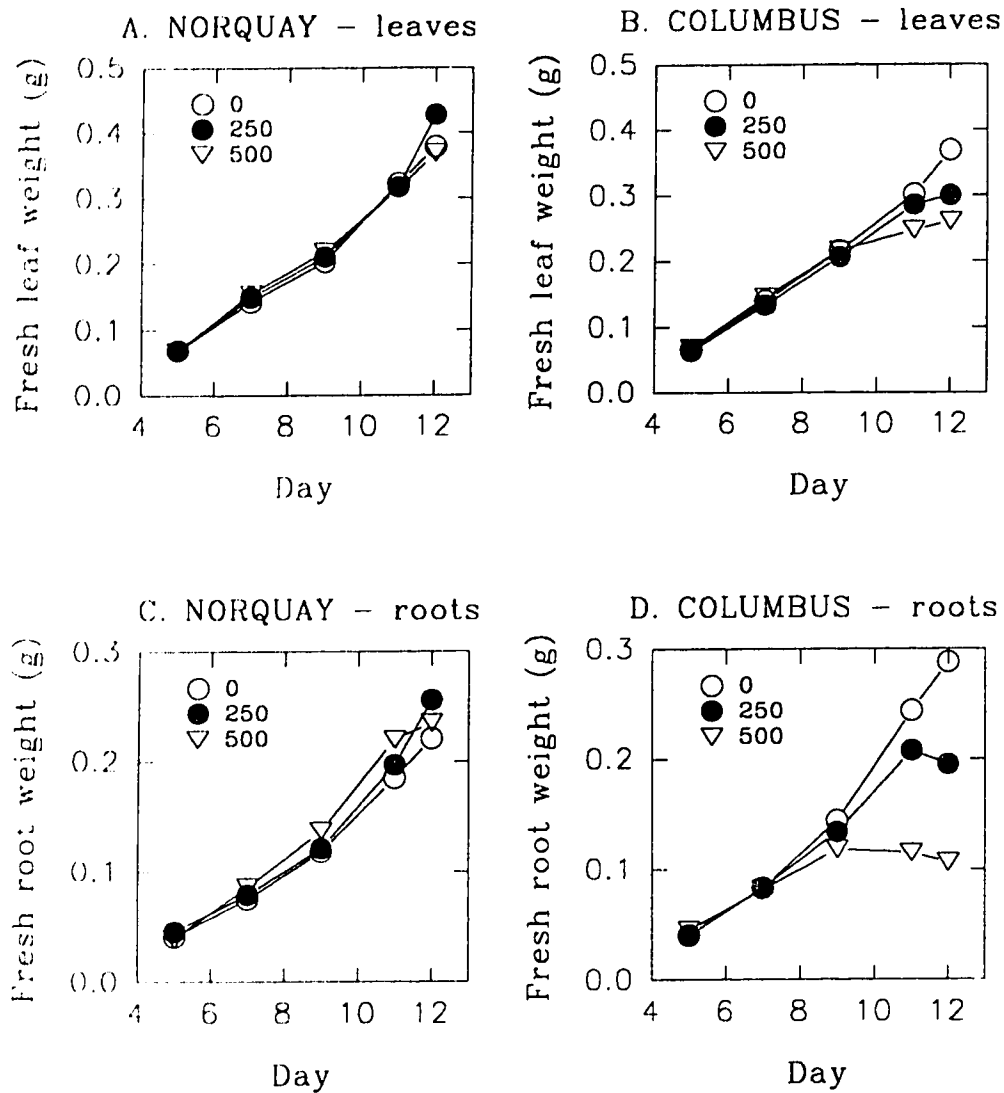 A. NORQUAY – leaves
Fresh leaf weight (g)
0.5
0.4
0.3
0.2
0.1
0.0
0
250
500
4 6 8 10 12
Day
B. COLUMBUS – leaves
Fresh leaf weight (g)
0.5
0.4
0.3
0.2
0.1
0.0
0
250
500
4 6 8 10 12
Day
C. NORQUAY – roots
Fresh root weight (g)
0.3
0.2
0.1
0.0
0
250
500
4 6 8 10 12
Day
D. COLUMBUS – roots
Fresh root weight (g)
0.3
0.2
0.1
0.0
0
250
500
4 6 8 10 12
Day